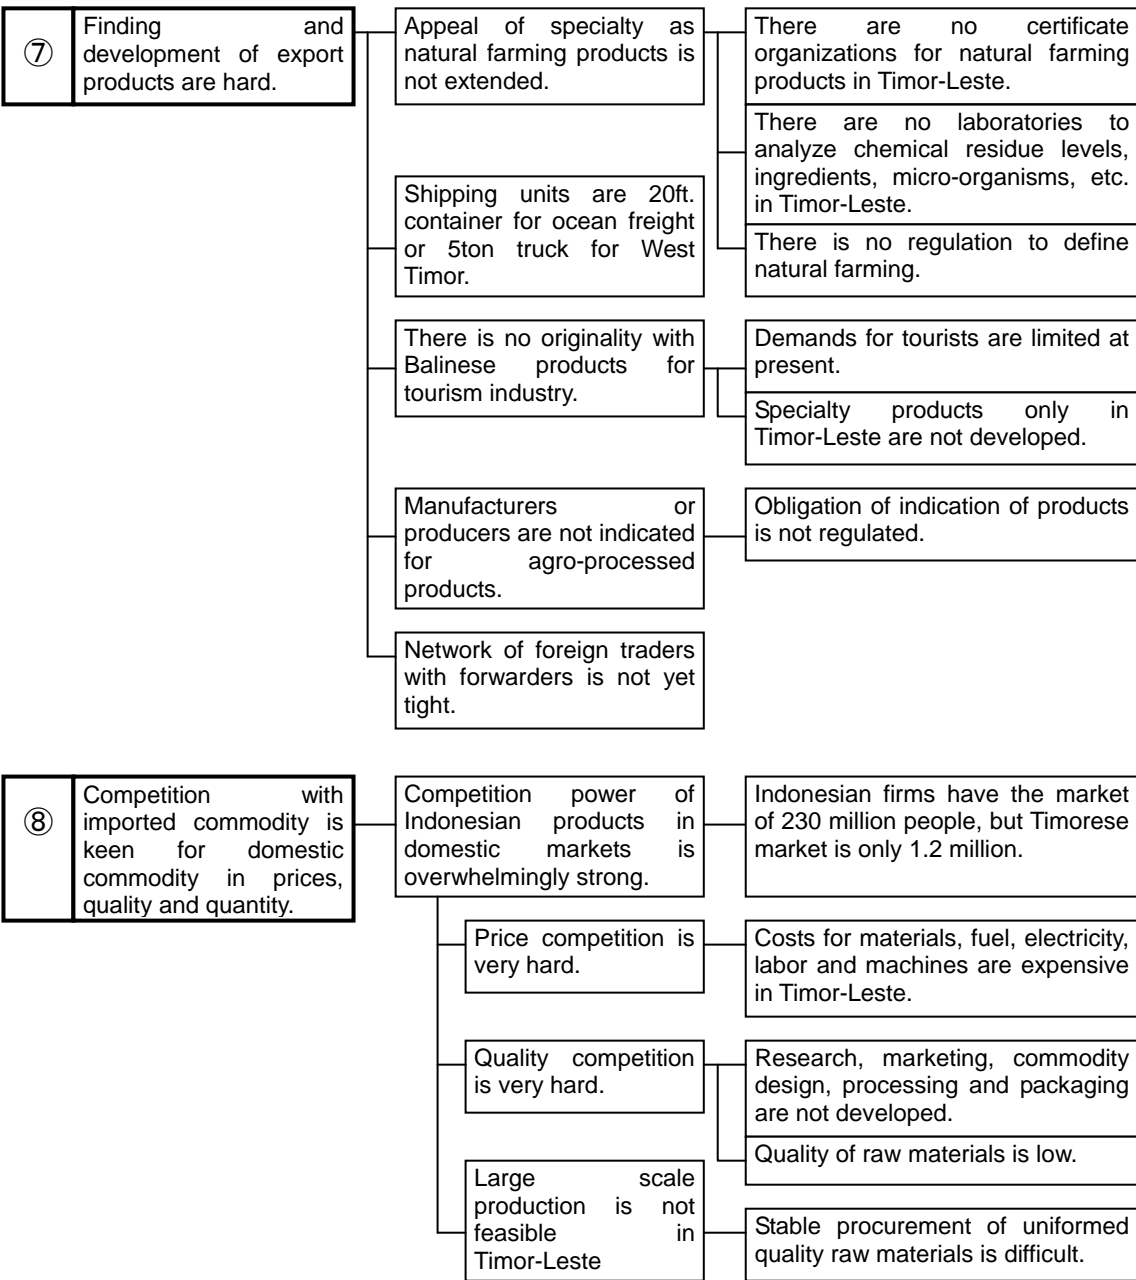 ⑦
Finding and
development of export
products are hard.
Appeal of specialty as
natural farming products is
not extended.
There are no certificate
organizations for natural farming
products in Timor-Leste.
There are no laboratories to
analyze chemical residue levels,
ingredients, micro-organisms, etc.
in Timor-Leste.
There is no regulation to define
natural farming.
Shipping units are 20ft.
container for ocean freight
or 5ton truck for West
Timor.
There is no originality with
Balinese products for
tourism industry.
Demands for tourists are limited at
present.
Specialty products only in
Timor-Leste are not developed.
Manufacturers or
producers are not indicated
for agro-processed
products.
Obligation of indication of products
is not regulated.
Network of foreign traders
with forwarders is not yet
tight.
⑧
Competition with
imported commodity is
keen for domestic
commodity in prices,
quality and quantity.
Competition power of
Indonesian products in
domestic markets is
overwhelmingly strong.
Indonesian firms have the market
of 230 million people, but Timorese
market is only 1.2 million.
Price competition is
very hard.
Costs for materials, fuel, electricity,
labor and machines are expensive
in Timor-Leste.
Quality competition
is very hard.
Research, marketing, commodity
design, processing and packaging
are not developed.
Quality of raw materials is low.
Large scale
production is not
feasible in
Timor-Leste
Stable procurement of uniformed
quality raw materials is difficult.